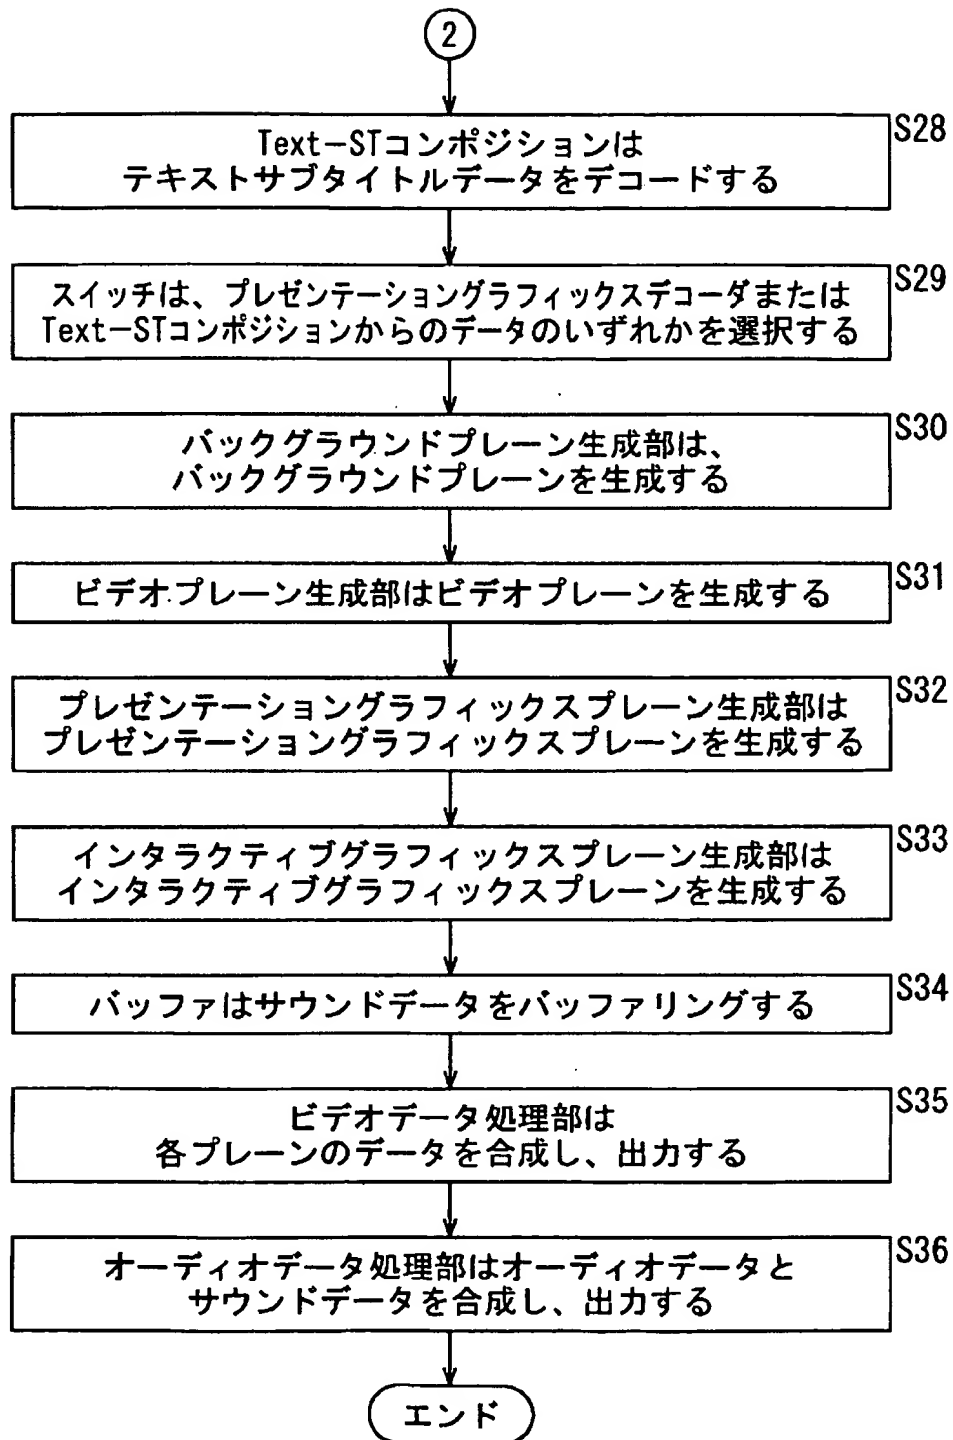 2
S28
Text-STコンポジションは
テキストサブタイトルデータをデコードする
S29
スイッチは、プレゼンテーショングラフィックスデコーダまたは
Text-STコンポジションからのデータのいずれかを選択する
S30
バックグラウンドプレーン生成部は、
バックグラウンドプレーンを生成する
S31
ビデオプレーン生成部はビデオプレーンを生成する
S32
プレゼンテーショングラフィックスプレーン生成部は
プレゼンテーショングラフィックスプレーンを生成する
S33
インタラクティブグラフィックスプレーン生成部は
インタラクティブグラフィックスプレーンを生成する
S34
バッファはサウンドデータをバッファリングする
S35
ビデオデータ処理部は
各プレーンのデータを合成し、出力する
S36
オーディオデータ処理部はオーディオデータと
サウンドデータを合成し、出力する
エンド